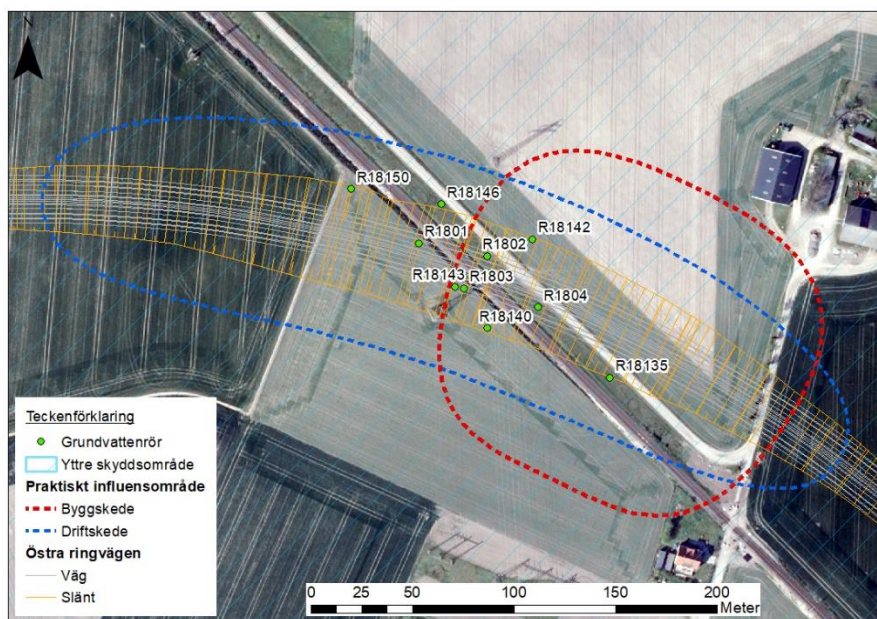 N
R18150
R18146
R18142
R1801
R1802
R18143
R1803
R1804
R18140
R18135
Teckenförklaring
Grundvattenrör
Yttre skyddsområde
Praktiskt influensområde
Byggskede
Driftskede
Östra ringvägen
Väg
Slänt
0 25 50 100 150 200
Meter